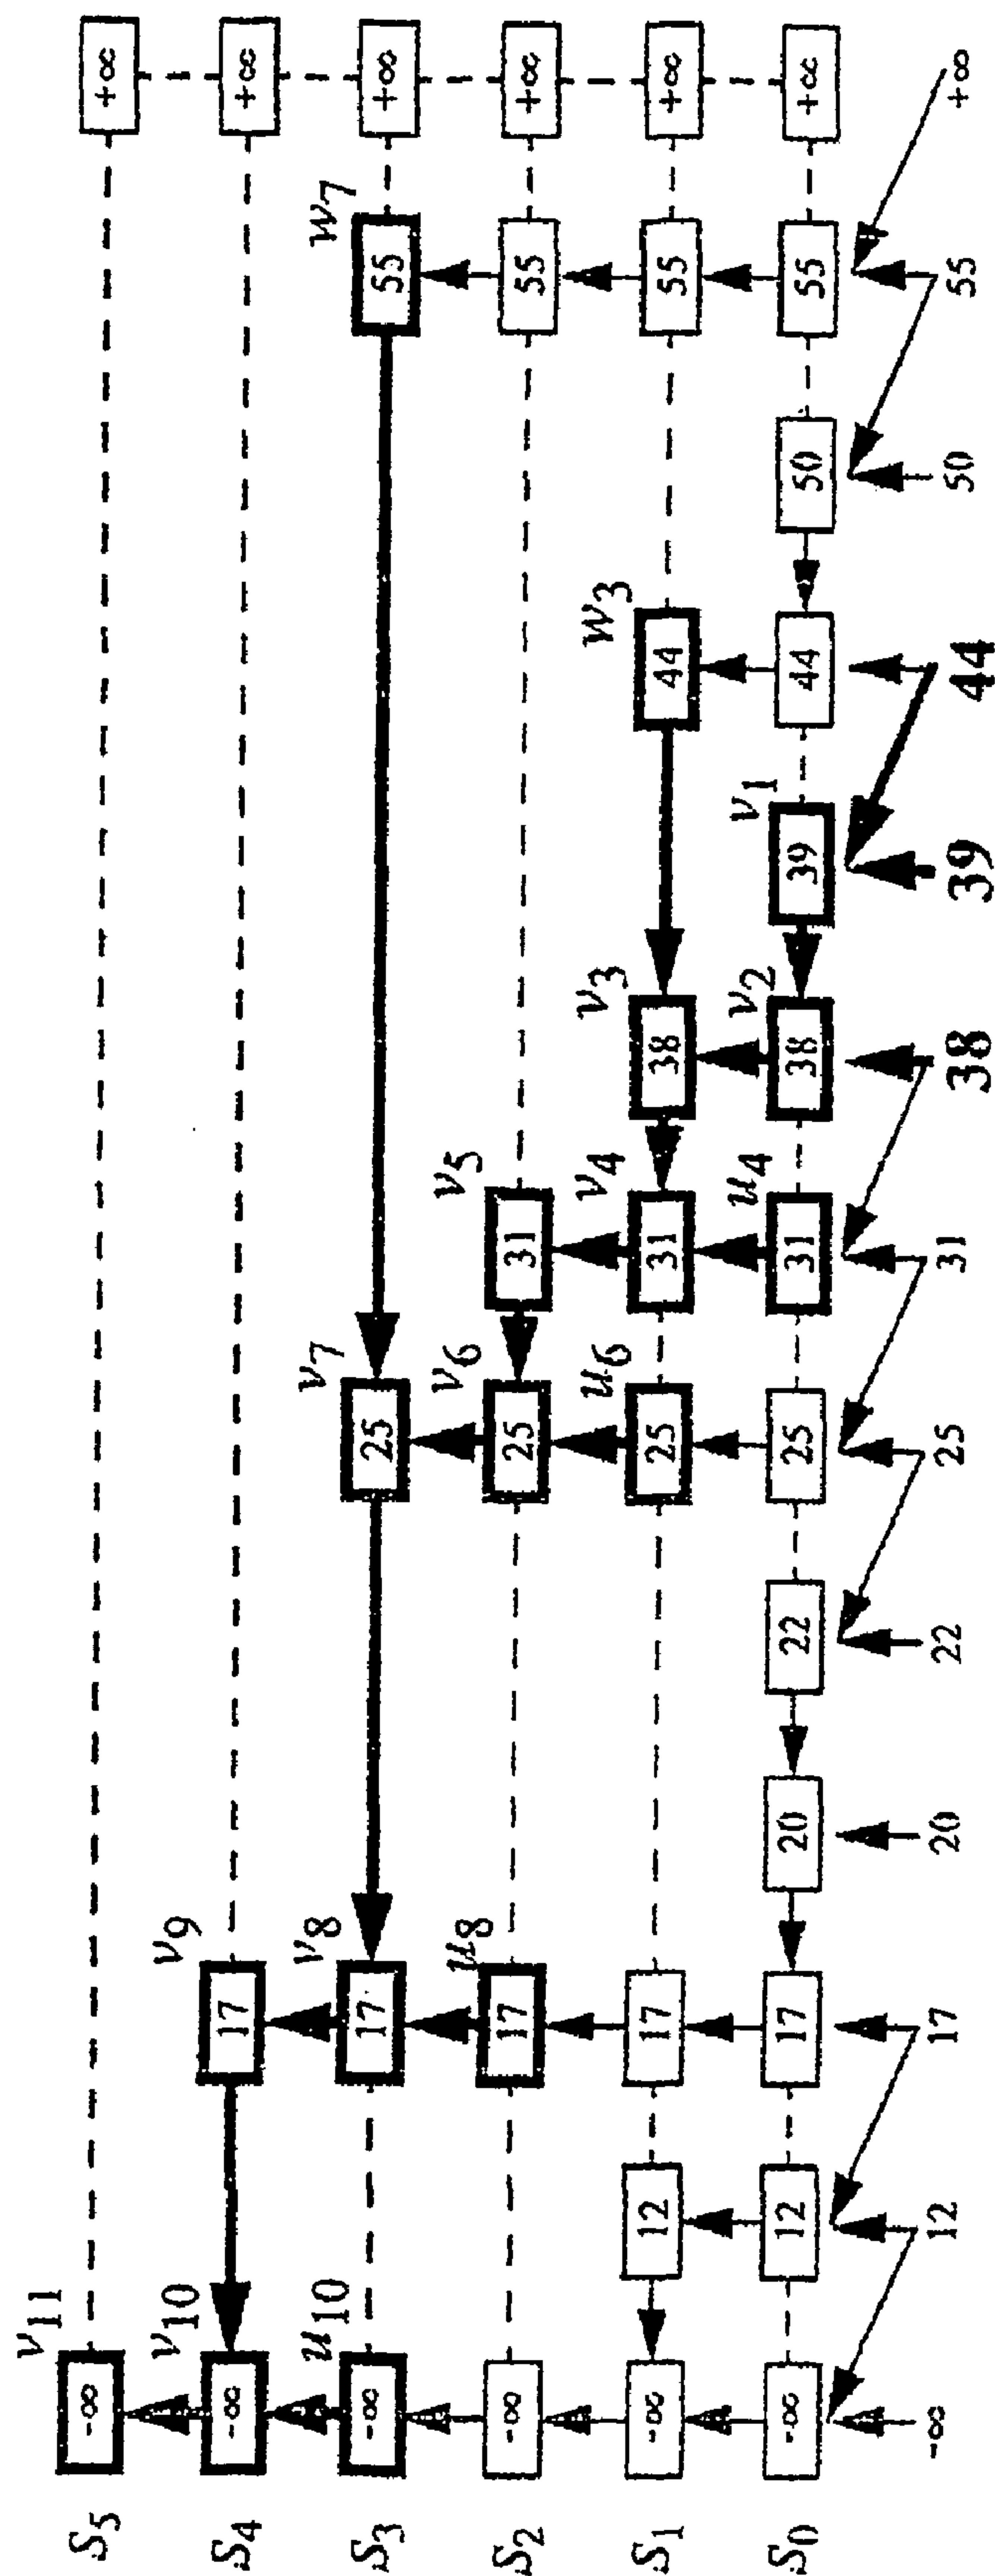 v11
S5 -∞ +∞
v10 v9
S4 -∞ 17 +∞
u10 v8 v7 w7
S3 -∞ 17 25 55 +∞
u8 v6 v5
S2 -∞ 17 25 31 55 +∞
u6 v4 v3 w3
S1 -∞ 12 17 25 31 38 44 55 +∞
u4 v2 v1
S0 -∞ 12 17 20 22 25 31 38 39 44 50 55 +∞
-∞ 12 17 20 22 25 31 38 39 44 50 55 +∞